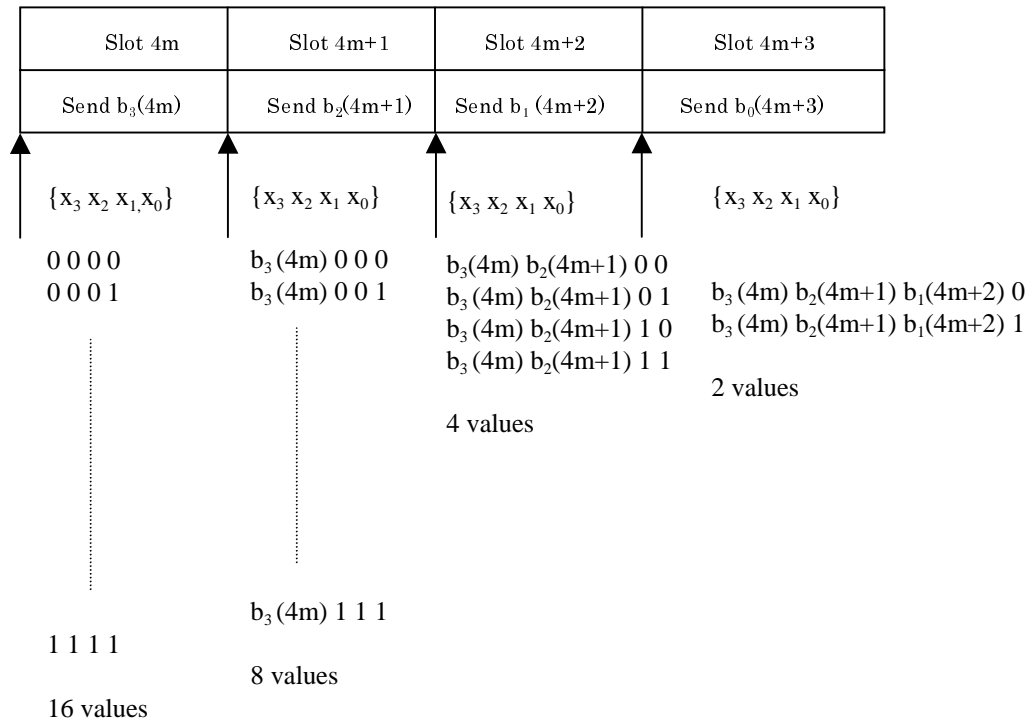 Slot 4m Slot 4m+1 Slot 4m+2 Slot 4m+3
Send b₃(4m) Send b₂(4m+1) Send b₁ (4m+2) Send b₀(4m+3)
{x₃ x₂ x₁,x₀} {x₃ x₂ x₁ x₀} {x₃ x₂ x₁ x₀} {x₃ x₂ x₁ x₀}
0 0 0 0
0 0 0 1
1 1 1 1
16 values
b₃ (4m) 0 0 0
b₃ (4m) 0 0 1
b₃ (4m) 1 1 1
8 values
b₃(4m) b₂(4m+1) 0 0
b₃ (4m) b₂(4m+1) 0 1
b₃ (4m) b₂(4m+1) 1 0
b₃ (4m) b₂(4m+1) 1 1
4 values
b₃ (4m) b₂(4m+1) b₁(4m+2) 0
b₃ (4m) b₂(4m+1) b₁(4m+2) 1
2 values